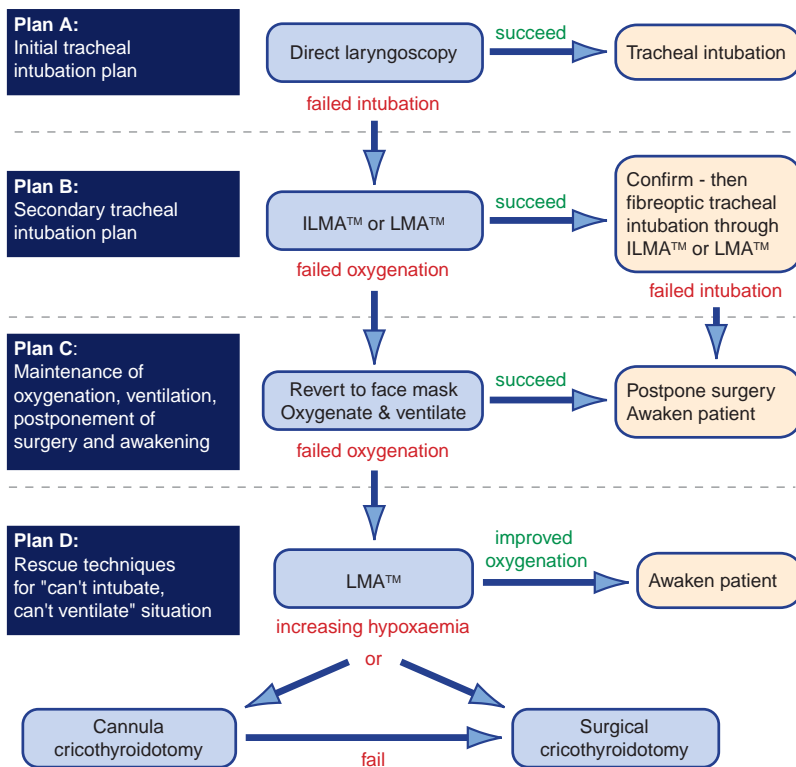 Plan A:
Initial tracheal
intubation plan
Direct laryngoscopy
succeed
Tracheal intubation
failed intubation
Plan B:
Secondary tracheal
intubation plan
ILMA™ or LMA™
succeed
Confirm - then
fibreoptic tracheal
intubation through
ILMA™ or LMA™
failed oxygenation
failed intubation
Plan C:
Maintenance of
oxygenation, ventilation,
postponement of
surgery and awakening
Revert to face mask
Oxygenate & ventilate
succeed
Postpone surgery
Awaken patient
failed oxygenation
Plan D:
Rescue techniques
for "can't intubate,
can't ventilate" situation
LMA™
improved
oxygenation
Awaken patient
increasing hypoxaemia
or
Cannula
cricothyroidotomy
fail
Surgical
cricothyroidotomy